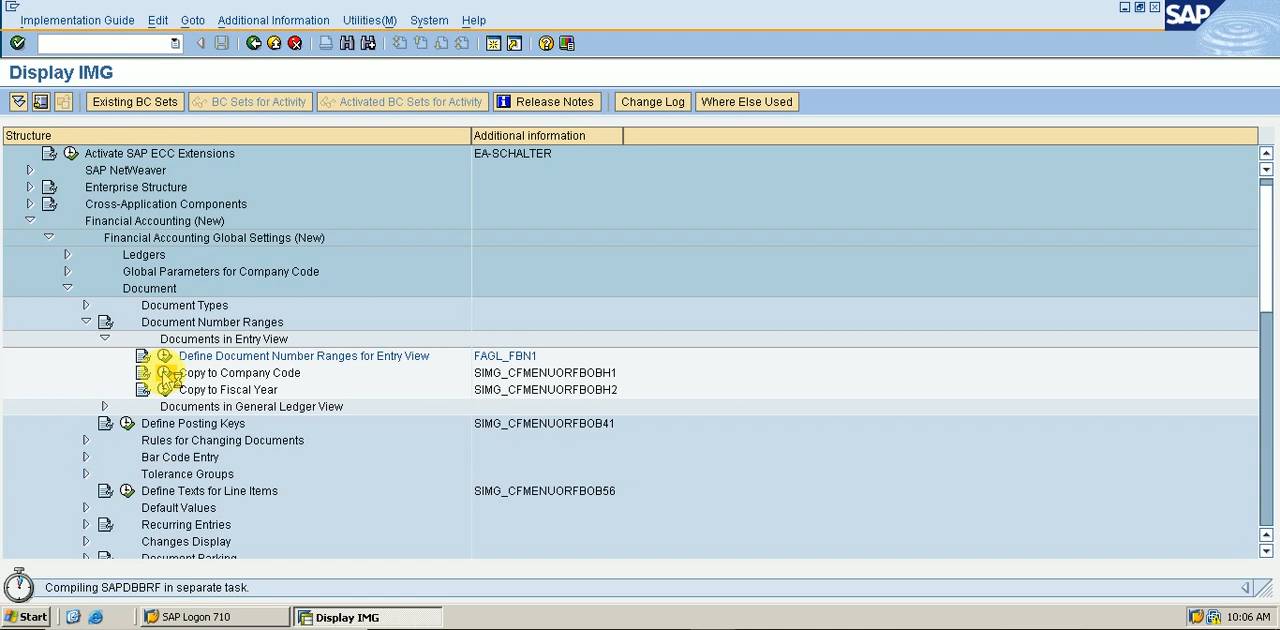 Implementation Guide Edit Goto Additional Information Utilities(M) System Help
SAP
Display IMG
Existing BC Sets BC Sets for Activity Activated BC Sets for Activity Release Notes Change Log Where Else Used
Structure Additional information
Activate SAP ECC Extensions EA-SCHALTER
SAP NetWeaver
Enterprise Structure
Cross-Application Components
Financial Accounting (New)
Financial Accounting Global Settings (New)
Ledgers
Global Parameters for Company Code
Document
Document Types
Document Number Ranges
Documents in Entry View
Define Document Number Ranges for Entry View FAGL_FBN1
Copy to Company Code SIMG_CFMENUORFBOBH1
Copy to Fiscal Year SIMG_CFMENUORFBOBH2
Documents in General Ledger View
Define Posting Keys SIMG_CFMENUORFBOB41
Rules for Changing Documents
Bar Code Entry
Tolerance Groups
Define Texts for Line Items SIMG_CFMENUORFBOB56
Default Values
Recurring Entries
Changes Display
Document Parking
Compiling SAPDBBRF in separate task.
Start SAP Logon 710 Display IMG 10:06 AM